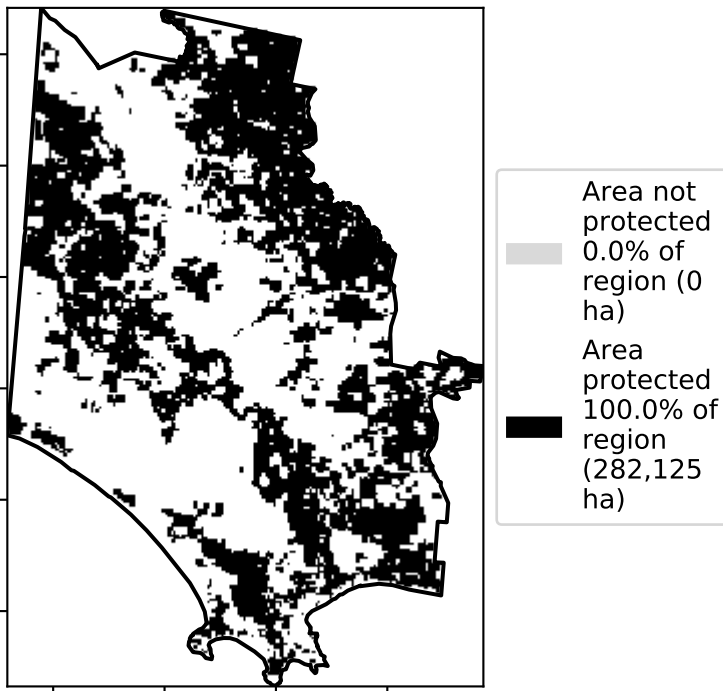 Area not
protected
0.0% of
region (0
ha)
Area
protected
100.0% of
region
(282,125
ha)